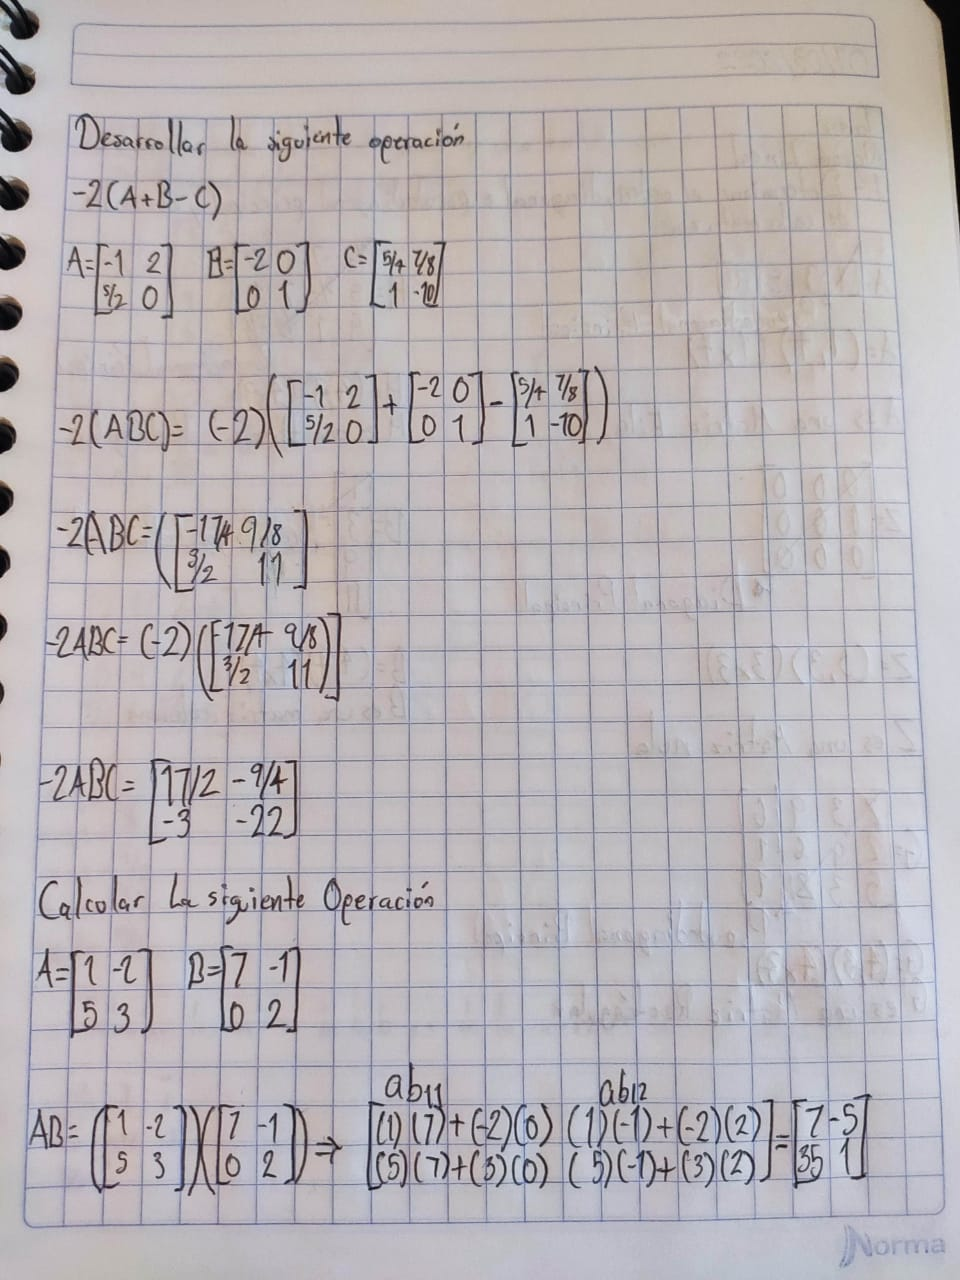 Desarrollar la siguiente operación
-2(A+B-C)
A=[-1 2 B=[-2 0] C=[5/4 7/8
5/2 0] 0 1] 1 -10]
-2(ABC)= (-2)([-1 2 5/2 0]+[-2 0 0 1]-[5/4 7/8 1 -10])
-2ABC=([-17/4 9/8
3/2 11]
-2ABC= (-2)([17/4 9/8
3/2 11)]
-2ABC= [17/2 -9/4
-3 -22]
Calcolar La siguiente Operación
A=[1 -2 B=[7 -1
5 3] 0 2]
ab11 ab12
AB= ([1 -2])([7 -1]) → [(1)(7)+(-2)(0) (1)(-1)+(-2)(2)]=[7 -5
5 3 0 2 (5)(7)+(3)(0) (5)(-1)+(3)(2) 35 1]
Norma